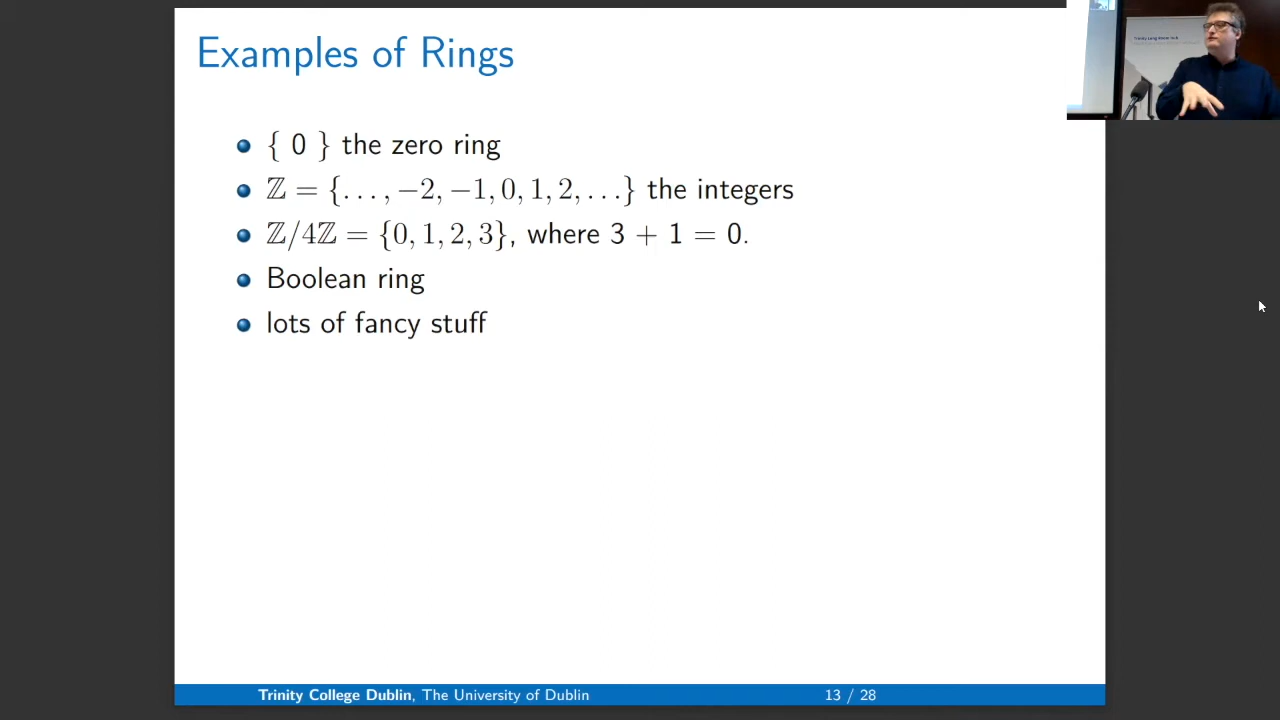 Examples of Rings
{ 0 } the zero ring
ℤ = {. . . , −2, −1, 0, 1, 2, . . .} the integers
ℤ/4ℤ = {0, 1, 2, 3}, where 3 + 1 = 0.
Boolean ring
lots of fancy stuff
Trinity College Dublin, The University of Dublin
13 / 28